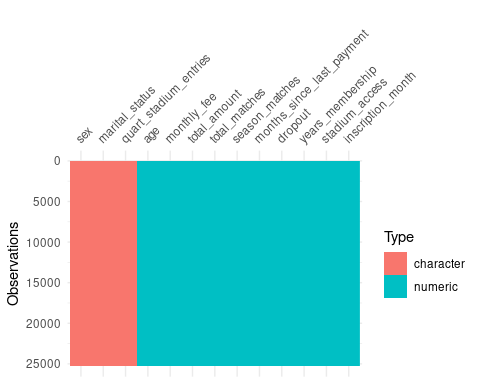 sex
marital_status
quart_stadium_entries
age
monthly_fee
total_amount
total_matches
season_matches
months_since_last_payment
dropout
years_membership
stadium_access
inscription_month
0
5000
10000
15000
20000
25000
Observations
Type
character
numeric